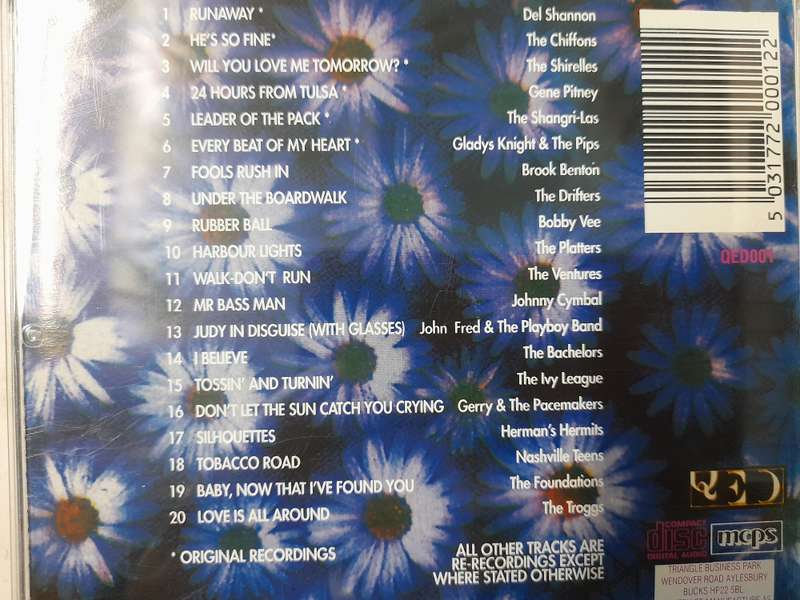 1 RUNAWAY * Del Shannon
2 HE'S SO FINE* The Chiffons
3 WILL YOU LOVE ME TOMORROW? * The Shirelles
4 24 HOURS FROM TULSA * Gene Pitney
5 LEADER OF THE PACK * The Shangri-Las
6 EVERY BEAT OF MY HEART * Gladys Knight & The Pips
7 FOOLS RUSH IN Brook Benton
8 UNDER THE BOARDWALK The Drifters
9 RUBBER BALL Bobby Vee
10 HARBOUR LIGHTS The Platters
11 WALK-DON'T RUN The Ventures
12 MR BASS MAN Johnny Cymbal
13 JUDY IN DISGUISE (WITH GLASSES) John Fred & The Playboy Band
14 I BELIEVE The Bachelors
15 TOSSIN' AND TURNIN' The Ivy League
16 DON'T LET THE SUN CATCH YOU CRYING Gerry & The Pacemakers
17 SILHOUETTES Herman's Hermits
18 TOBACCO ROAD Nashville Teens
19 BABY, NOW THAT I'VE FOUND YOU The Foundations
20 LOVE IS ALL AROUND The Troggs
* ORIGINAL RECORDINGS
ALL OTHER TRACKS ARE
RE-RECORDINGS EXCEPT
WHERE STATED OTHERWISE
5 031772 000122
QED001
QED
COMPACT
disc
DIGITAL AUDIO
mcps
TRIANGLE BUSINESS PARK
WENDOVER ROAD AYLESBURY
BUCKS HP22 5BL